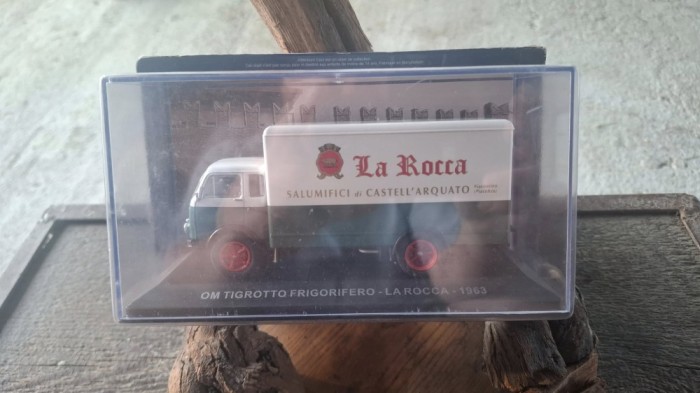 La Rocca
SALUMIFICI di CASTELL'ARQUATO
OM TIGROTTO FRIGORIFERO - LA ROCCA - 1963